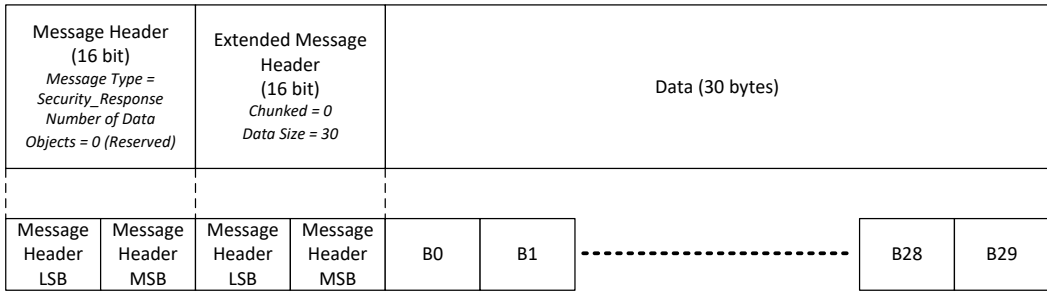 Message Header
(16 bit)
Message Type =
Security_Response
Number of Data
Objects = 0 (Reserved)
Extended Message
Header
(16 bit)
Chunked = 0
Data Size = 30
Data (30 bytes)
Message
Header
LSB
Message
Header
MSB
Message
Header
LSB
Message
Header
MSB
B0
B1
B28
B29